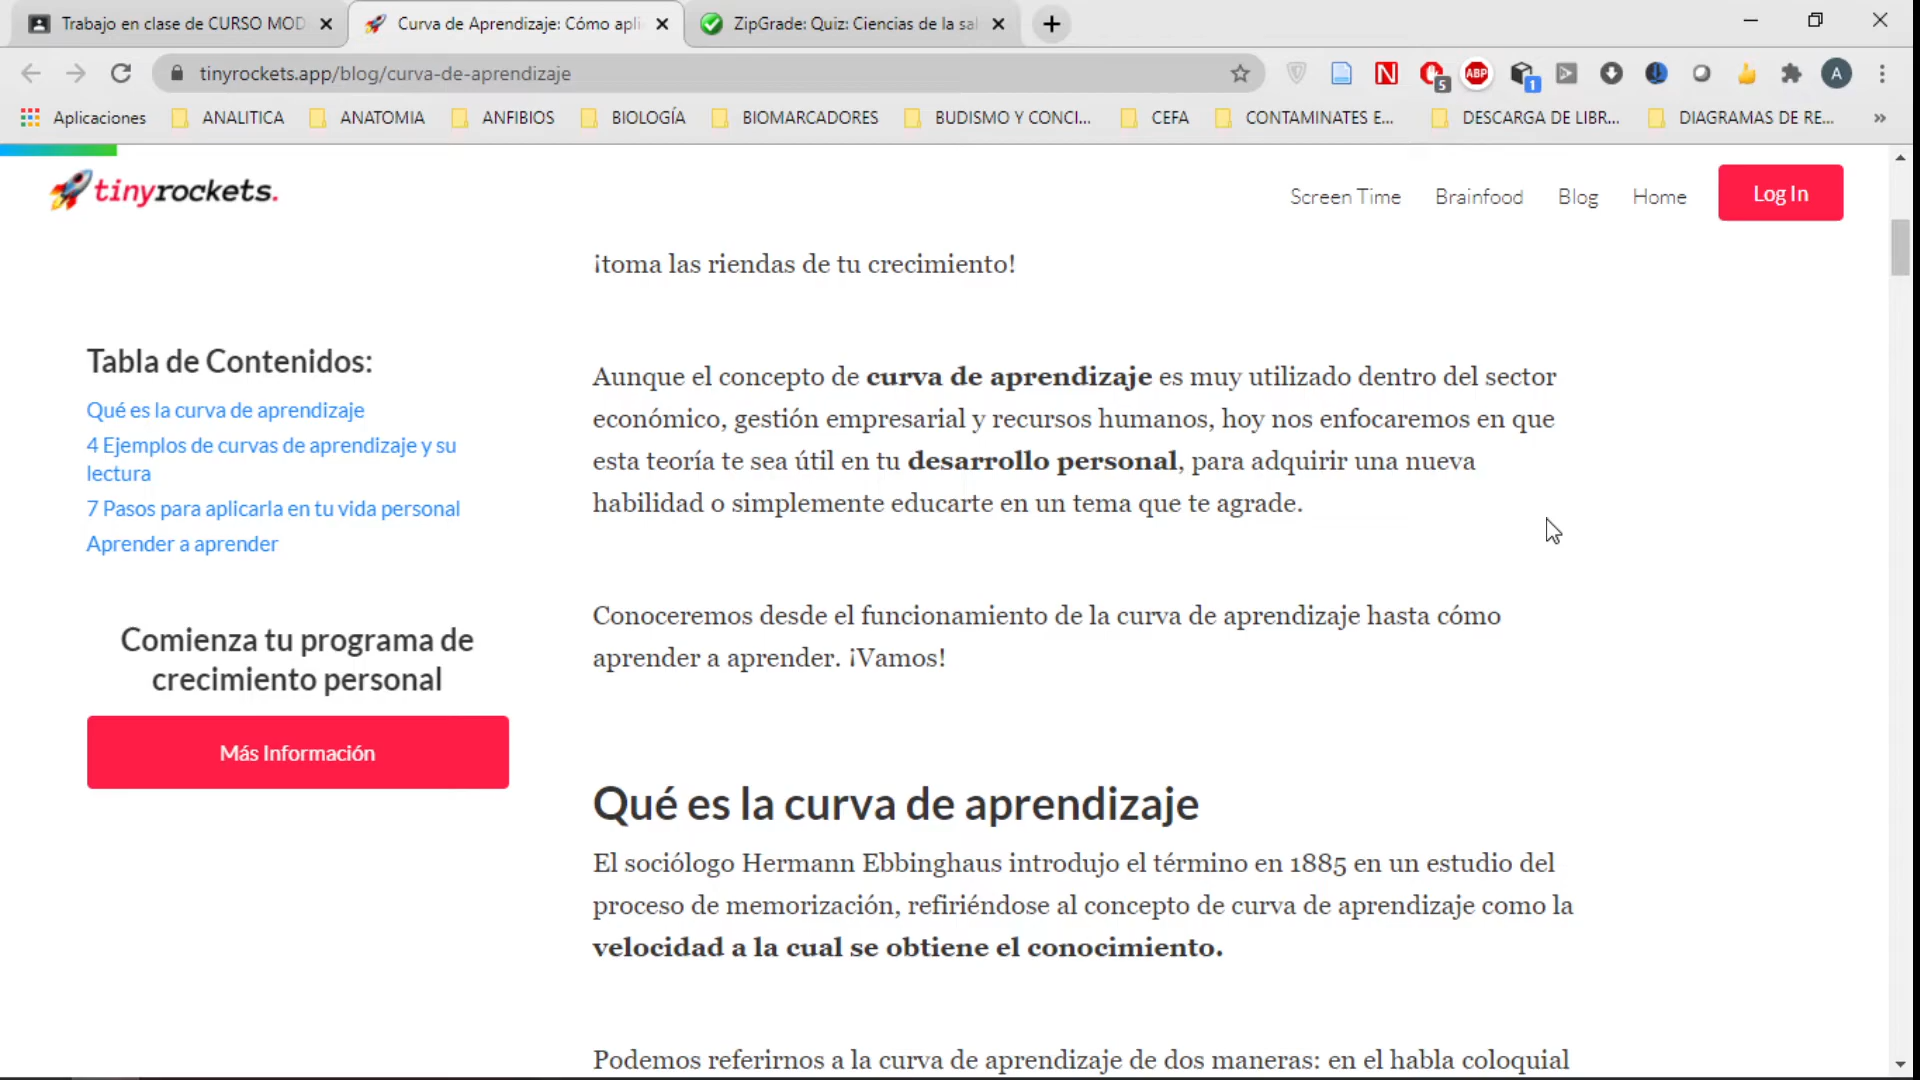 Trabajo en clase de CURSO MOD
Curva de Aprendizaje: Cómo apli
ZipGrade: Quiz: Ciencias de la sal
tinyrockets.app/blog/curva-de-aprendizaje
N
5
ABP
1
A
Aplicaciones
ANALITICA
ANATOMIA
ANFIBIOS
BIOLOGÍA
BIOMARCADORES
BUDISMO Y CONCI...
CEFA
CONTAMINATES E...
DESCARGA DE LIBR...
DIAGRAMAS DE RE...
»
tinyrockets.
Screen Time
Brainfood
Blog
Home
Log In
Tabla de Contenidos:
Qué es la curva de aprendizaje
4 Ejemplos de curvas de aprendizaje y su
lectura
7 Pasos para aplicarla en tu vida personal
Aprender a aprender
Comienza tu programa de
crecimiento personal
Más Información
¡toma las riendas de tu crecimiento!
Aunque el concepto de curva de aprendizaje es muy utilizado dentro del sector
económico, gestión empresarial y recursos humanos, hoy nos enfocaremos en que
esta teoría te sea útil en tu desarrollo personal, para adquirir una nueva
habilidad o simplemente educarte en un tema que te agrade.
Conoceremos desde el funcionamiento de la curva de aprendizaje hasta cómo
aprender a aprender. ¡Vamos!
Qué es la curva de aprendizaje
El sociólogo Hermann Ebbinghaus introdujo el término en 1885 en un estudio del
proceso de memorización, refiriéndose al concepto de curva de aprendizaje como la
velocidad a la cual se obtiene el conocimiento.
Podemos referirnos a la curva de aprendizaje de dos maneras: en el habla coloquial